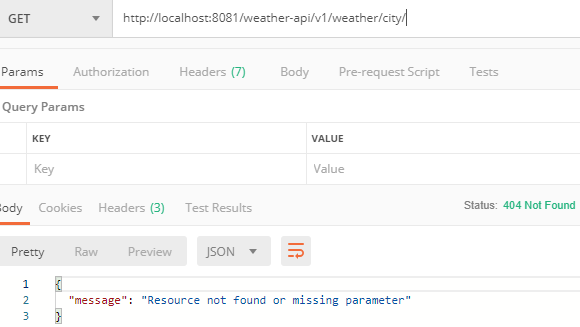 GET http://localhost:8081/weather-api/v1/weather/city/
Params Authorization Headers (7) Body Pre-request Script Tests
Query Params
KEY VALUE
Key Value
Body Cookies Headers (3) Test Results Status: 404 Not Found
Pretty Raw Preview JSON
1 {
2 "message": "Resource not found or missing parameter"
3 }